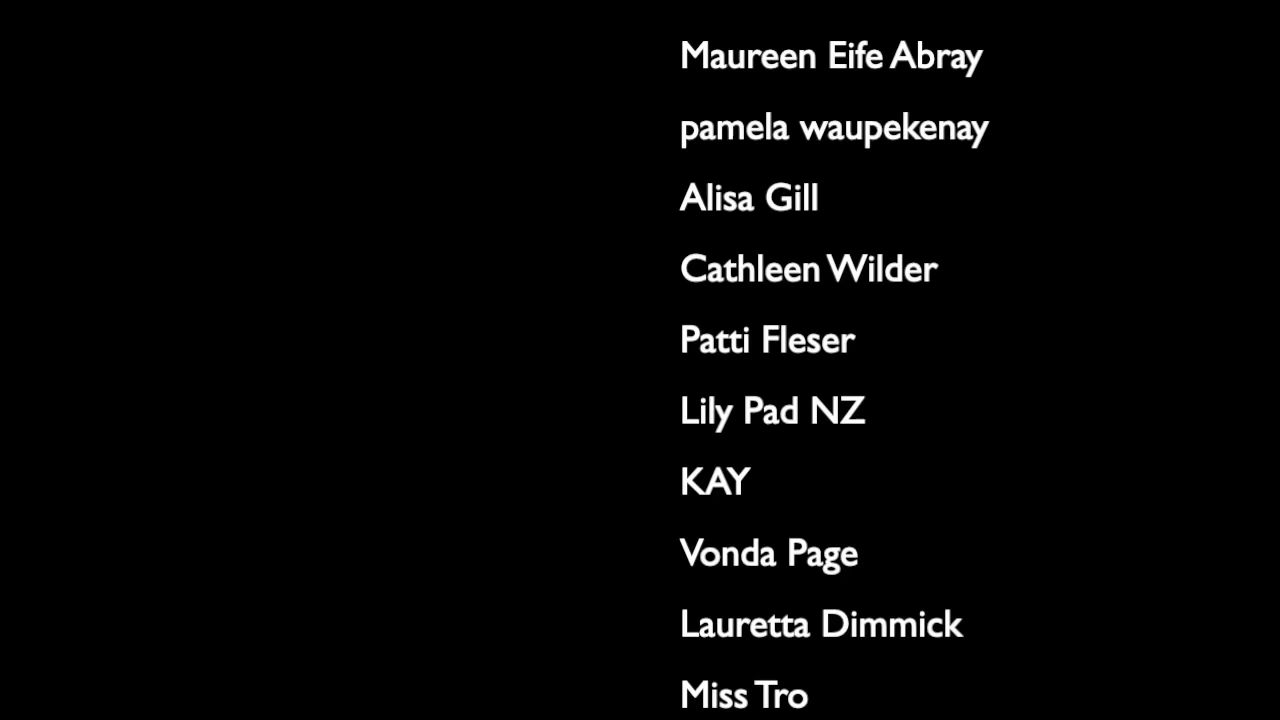 Maureen Eife Abray
pamela waupekenay
Alisa Gill
Cathleen Wilder
Patti Fleser
Lily Pad NZ
KAY
Vonda Page
Lauretta Dimmick
Miss Tro